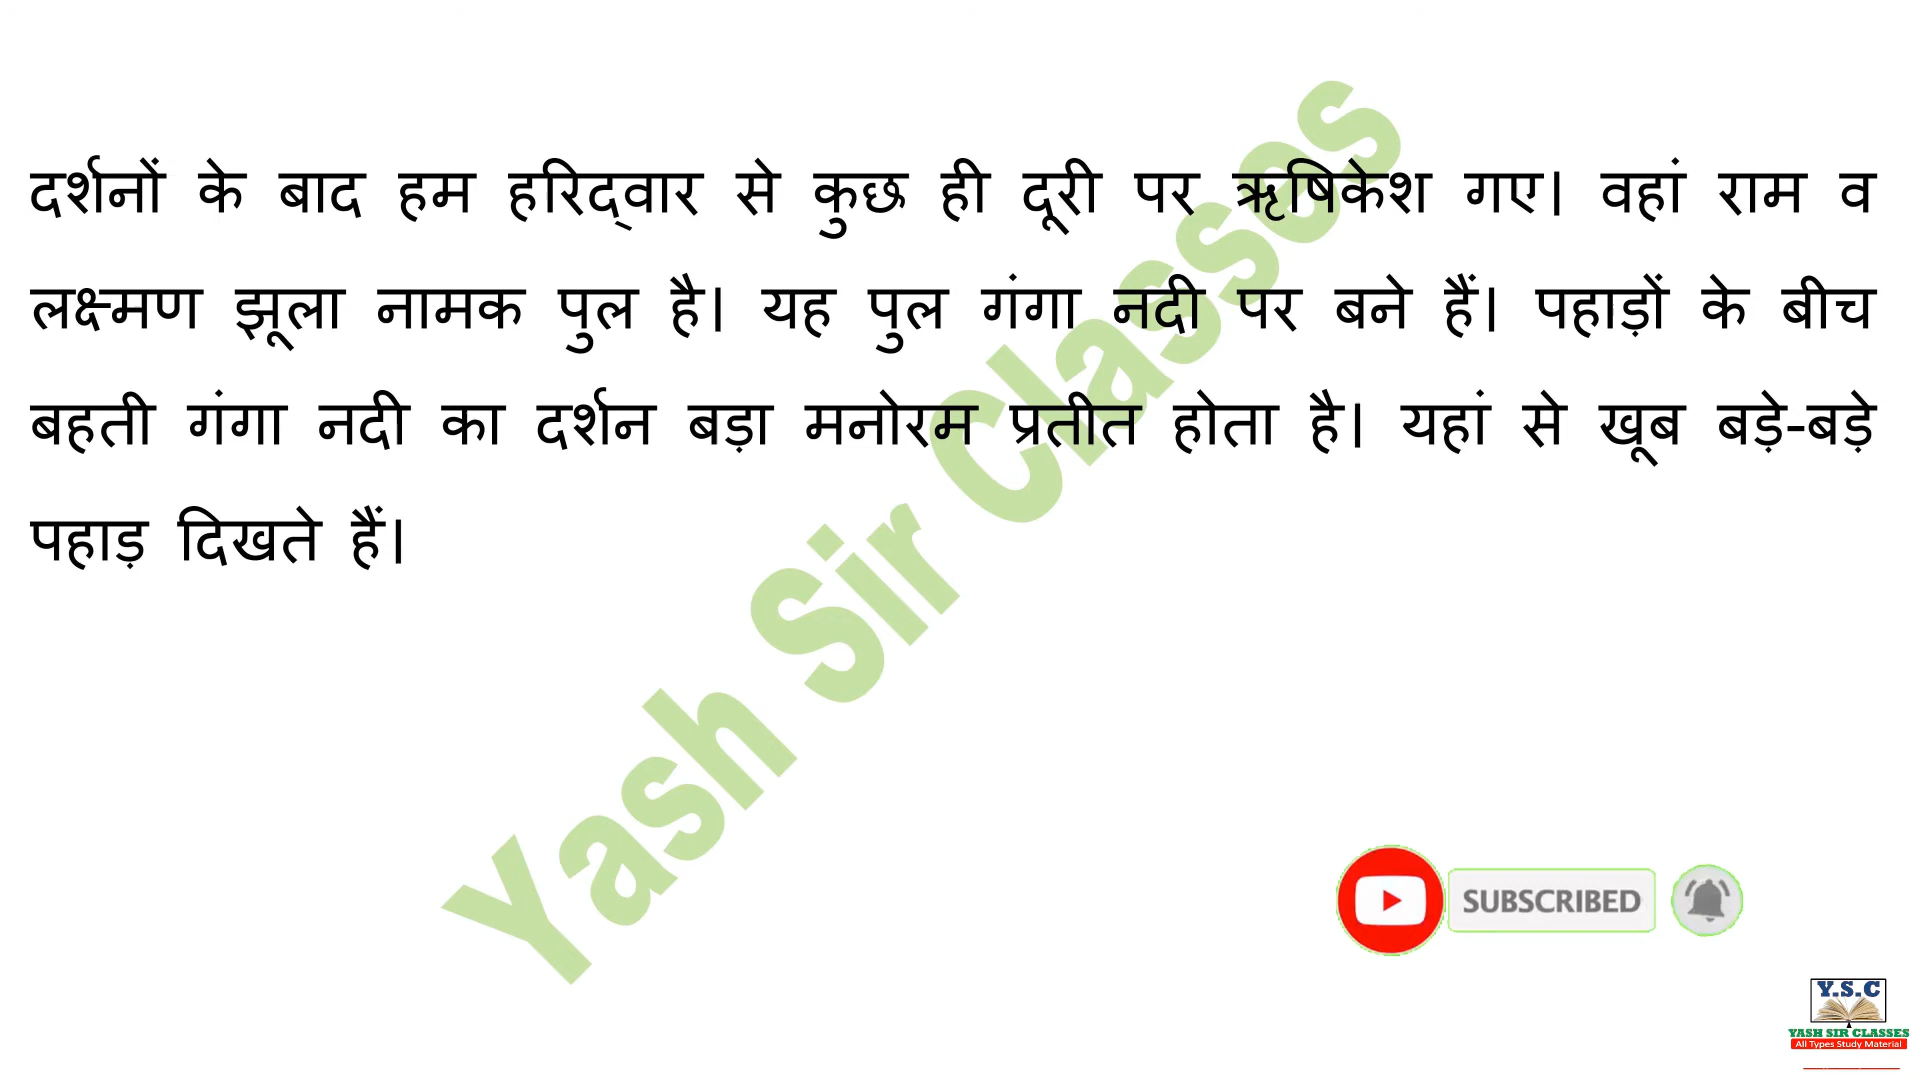 दर्शनों के बाद हम हरिद्‌वार से कुछ ही दूरी पर ऋषिकेश गए। वहां राम व
लक्ष्मण झूला नामक पुल है। यह पुल गंगा नदी पर बने हैं। पहाड़ों के बीच
बहती गंगा नदी का दर्शन बड़ा मनोरम प्रतीत होता है। यहां से खूब बड़े-बड़े
पहाड़ दिखते हैं।
Yash Sir Classes
SUBSCRIBED
Y.S.C
YASH SIR CLASSES
All Types Study Material